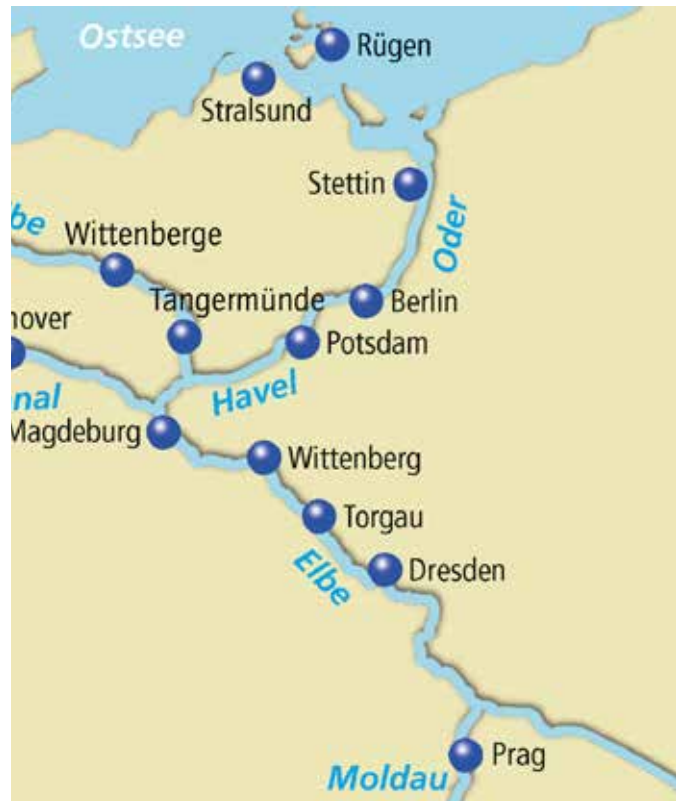 Ostsee
Rügen
Stralsund
Stettin
Oder
be
Wittenberge
Tangermünde
Berlin
nover
Potsdam
nal
Havel
Magdeburg
Wittenberg
Torgau
Elbe
Dresden
Prag
Moldau